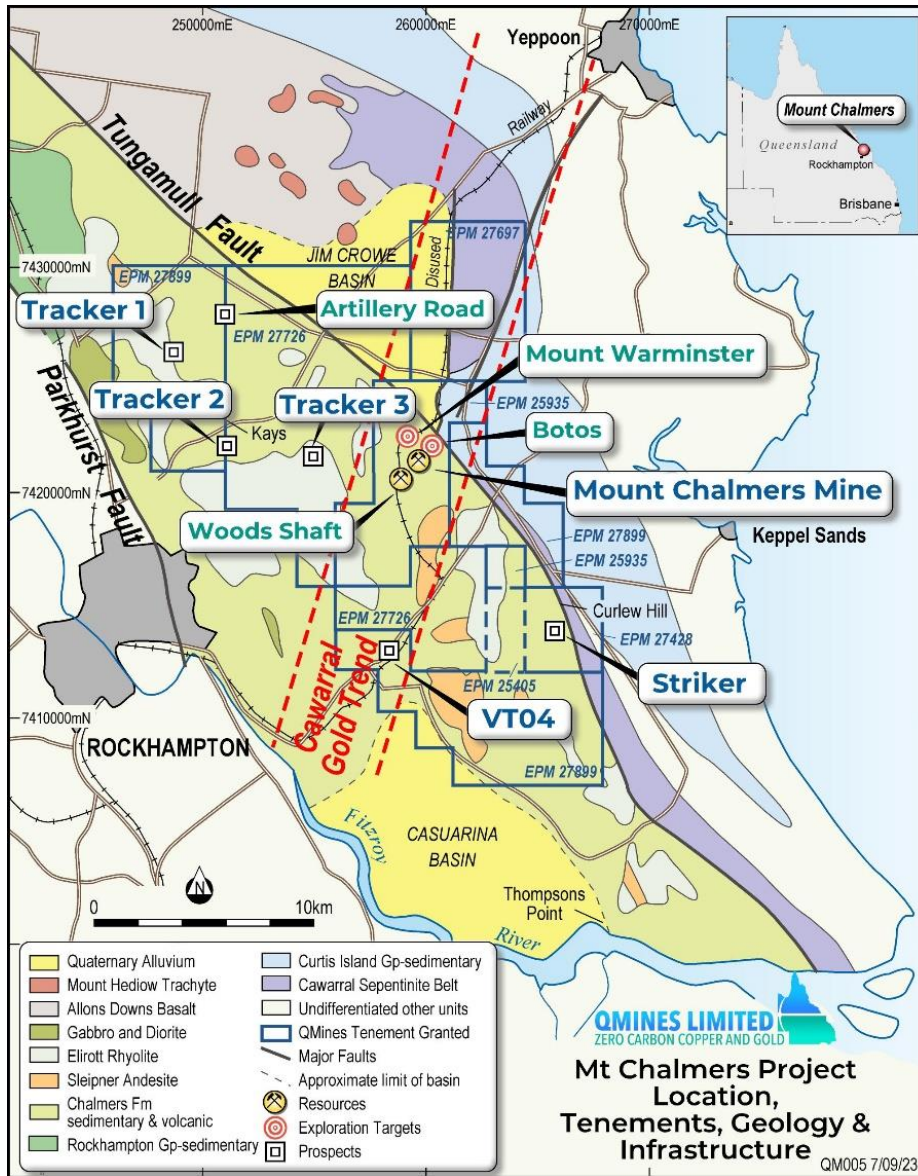 250000mE
260000mE
270000mE
Yeppoon
Railway
Mount Chalmers
Queensland
Rockhampton
Brisbane
Tungamull Fault
EPM 27697
JIM CROWE
BASIN
Disused
7430000mN
EPM 27899
Tracker 1
Artillery Road
EPM 27726
Mount Warminster
Parkhurst Fault
Tracker 2
Tracker 3
EPM 25935
Kays
Botos
7420000mN
Mount Chalmers Mine
Woods Shaft
Keppel Sands
EPM 27899
EPM 25935
Curlew Hill
EPM 27726
EPM 27428
Striker
EPM 25405
VT04
7410000mN
ROCKHAMPTON
Cawarral
Gold Trend
EPM 27899
CASUARINA
BASIN
Fitzroy
River
Thompsons
Point
N
0 10km
Quaternary Alluvium
Mount Hedlow Trachyte
Allons Downs Basalt
Gabbro and Diorite
Elirott Rhyolite
Sleipner Andesite
Chalmers Fm
sedimentary & volcanic
Rockhampton Gp-sedimentary
Curtis Island Gp-sedimentary
Cawarral Sepentinite Belt
Undifferentiated other units
QMines Tenement Granted
Major Faults
Approximate limit of basin
Resources
Exploration Targets
Prospects
QMINES LIMITED
ZERO CARBON COPPER AND GOLD
Mt Chalmers Project
Location,
Tenements, Geology &
Infrastructure
QM005 7/09/23